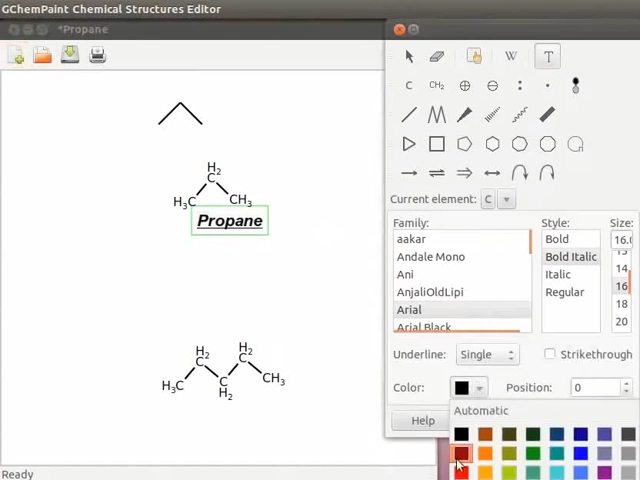 GChemPaint Chemical Structures Editor
*Propane
W T
C CH2
Current element: C
Family: Style: Size:
aakar Bold 16.0
Andale Mono Bold Italic 14
Ani Italic 16
AnjaliOldLipi Regular 18
Arial 20
Arial Black
Underline: Single Strikethrough
Color: Position: 0
Help
Automatic
H2
C
H3C CH3
Propane
H2 H2
C C
H3C C CH3
H2
Ready